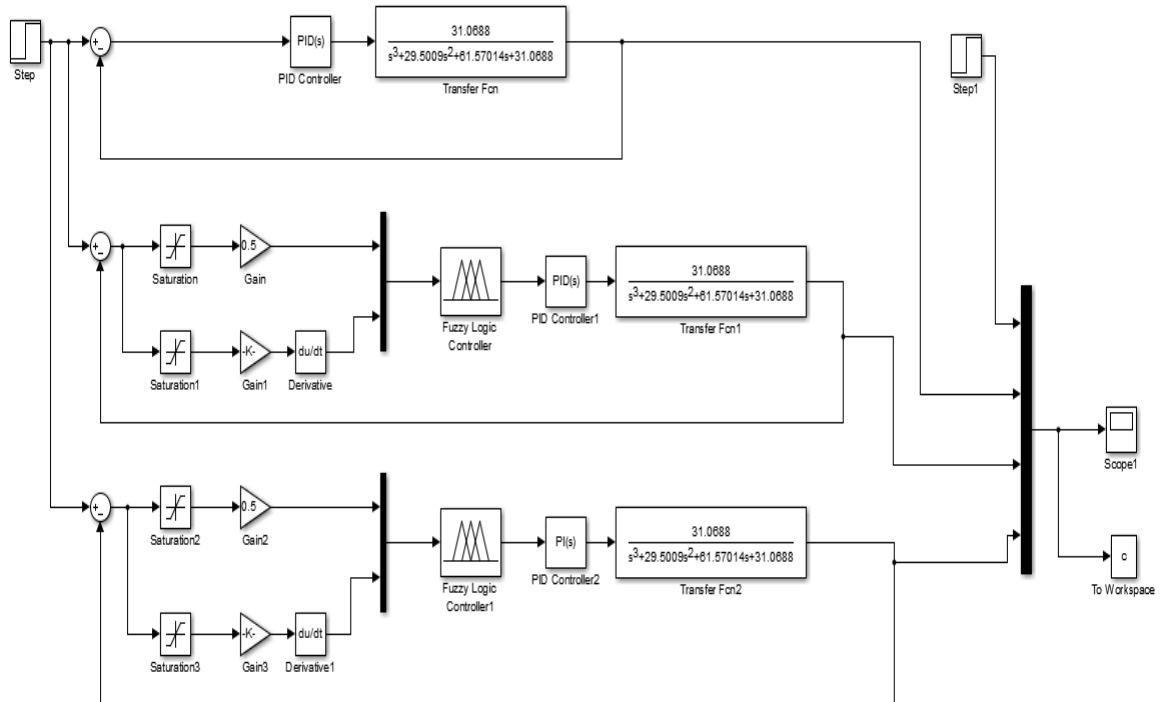 Step
+
-
PID(s)
PID Controller
31.0688
s3+29.5009s2+61.57014s+31.0688
Transfer Fcn
Step1
+
-
Saturation
0.5
Gain
Saturation1
-K-
Gain1
du/dt
Derivative
Fuzzy Logic
Controller
PID(s)
PID Controller1
31.0688
s3+29.5009s2+61.57014s+31.0688
Transfer Fcn1
Scope1
+
-
Saturation2
0.5
Gain2
Saturation3
-K-
Gain3
du/dt
Derivative1
Fuzzy Logic
Controller1
PI(s)
PID Controller2
31.0688
s3+29.5009s2+61.57014s+31.0688
Transfer Fcn2
c
To Workspace